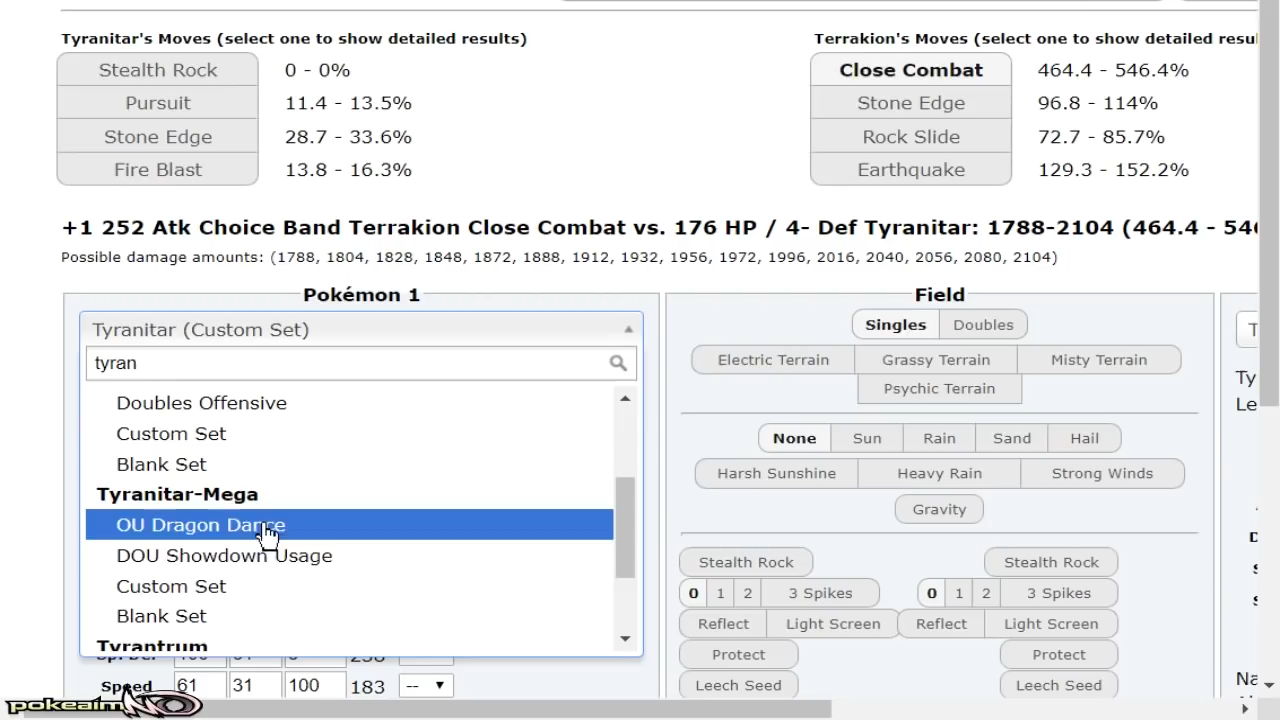 Tyranitar's Moves (select one to show detailed results)
Stealth Rock 0 - 0%
Pursuit 11.4 - 13.5%
Stone Edge 28.7 - 33.6%
Fire Blast 13.8 - 16.3%
Terrakion's Moves (select one to show detailed resu
Close Combat 464.4 - 546.4%
Stone Edge 96.8 - 114%
Rock Slide 72.7 - 85.7%
Earthquake 129.3 - 152.2%
+1 252 Atk Choice Band Terrakion Close Combat vs. 176 HP / 4- Def Tyranitar: 1788-2104 (464.4 - 54
Possible damage amounts: (1788, 1804, 1828, 1848, 1872, 1888, 1912, 1932, 1956, 1972, 1996, 2016, 2040, 2056, 2080, 2104)
Pokémon 1
Tyranitar (Custom Set)
tyran
Doubles Offensive
Custom Set
Blank Set
Tyranitar-Mega
OU Dragon Dance
DOU Showdown Usage
Custom Set
Blank Set
Tyrantrum
Speed 61 31 100 183 --
Field
Singles Doubles
Electric Terrain Grassy Terrain Misty Terrain
Psychic Terrain
None Sun Rain Sand Hail
Harsh Sunshine Heavy Rain Strong Winds
Gravity
Stealth Rock Stealth Rock
0 1 2 3 Spikes 0 1 2 3 Spikes
Reflect Light Screen Reflect Light Screen
Protect Protect
Leech Seed Leech Seed
T
Ty
Le
Na
pokeaimMD